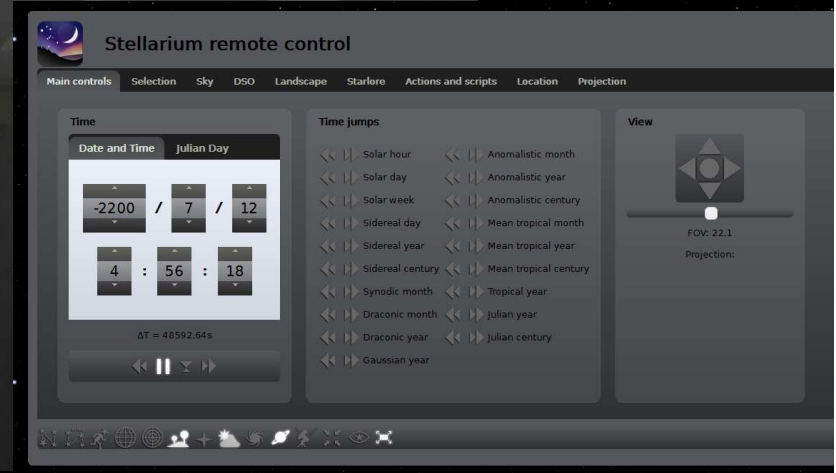 Stellarium remote control
Main controls Selection Sky DSO Landscape Starlore Actions and scripts Location Projection
Time
Date and Time Julian Day
-2200 / 7 / 12
4 : 56 : 18
ΔT = 48592.64s
Time jumps
Solar hour Anomalistic month
Solar day Anomalistic year
Solar week Anomalistic century
Sidereal day Mean tropical month
Sidereal year Mean tropical year
Sidereal century Mean tropical century
Synodic month Tropical year
Draconic month Julian year
Draconic year Julian century
Gaussian year
View
FOV: 22.1
Projection: